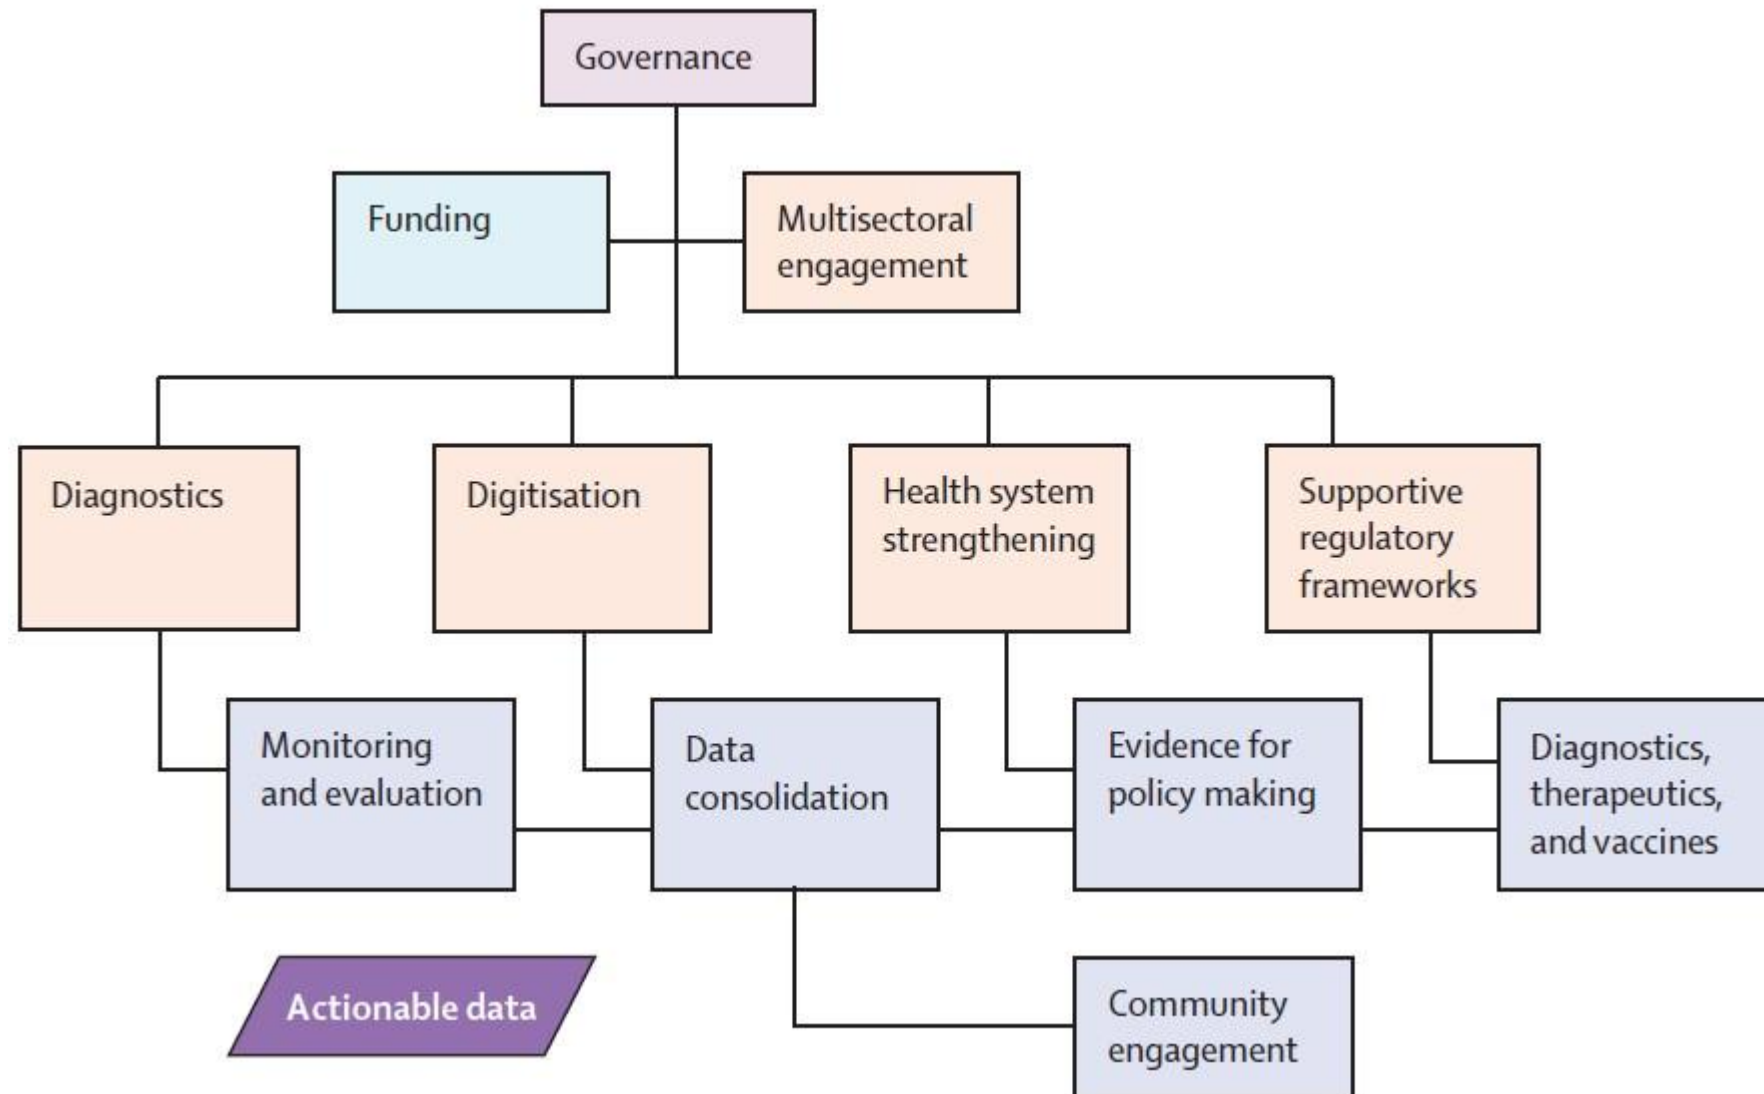 Governance
Funding
Multisectoral
engagement
Diagnostics
Digitisation
Health system
strengthening
Supportive
regulatory
frameworks
Monitoring
and evaluation
Data
consolidation
Evidence for
policy making
Diagnostics,
therapeutics,
and vaccines
Actionable data
Community
engagement